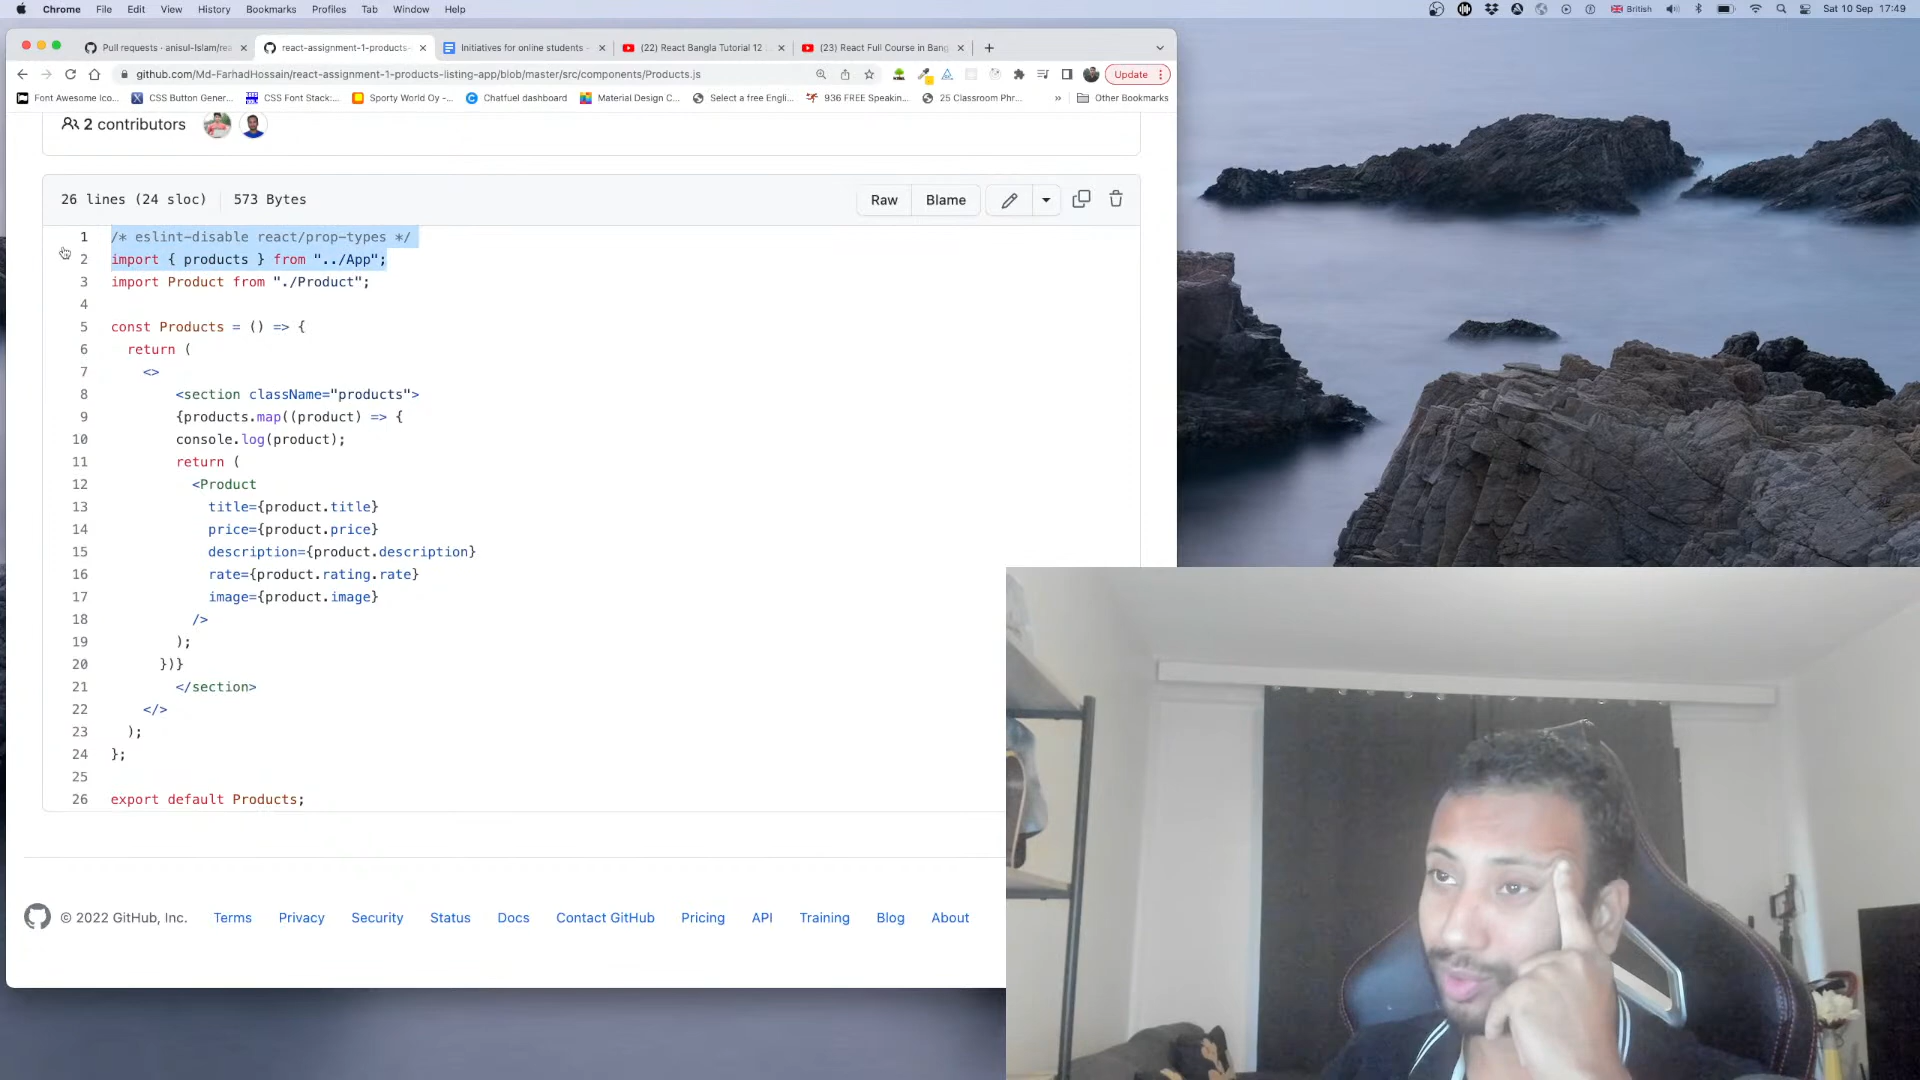 Chrome File Edit View History Bookmarks Profiles Tab Window Help British Sat 10 Sep 17:49
Pull requests · anisul-Islam/rea × react-assignment-1-products- × Initiatives for online students - × (22) React Bangla Tutorial 12 × (23) React Full Course in Bang ×
github.com/Md-FarhadHossain/react-assignment-1-products-listing-app/blob/master/src/components/Products.js Update
Font Awesome Ico... CSS Button Gener... CSS Font Stack:... Sporty World Oy -... Chatfuel dashboard Material Design C... Select a free Engli... 936 FREE Speakin... 25 Classroom Phr... » Other Bookmarks
2 contributors
26 lines (24 sloc) 573 Bytes Raw Blame
1 /* eslint-disable react/prop-types */
2 import { products } from "../App";
3 import Product from "./Product";
4
5 const Products = () => {
6 return (
7 <>
8 <section className="products">
9 {products.map((product) => {
10 console.log(product);
11 return (
12 <Product
13 title={product.title}
14 price={product.price}
15 description={product.description}
16 rate={product.rating.rate}
17 image={product.image}
18 />
19 );
20 })}
21 </section>
22 </>
23 );
24 };
25
26 export default Products;
© 2022 GitHub, Inc. Terms Privacy Security Status Docs Contact GitHub Pricing API Training Blog About